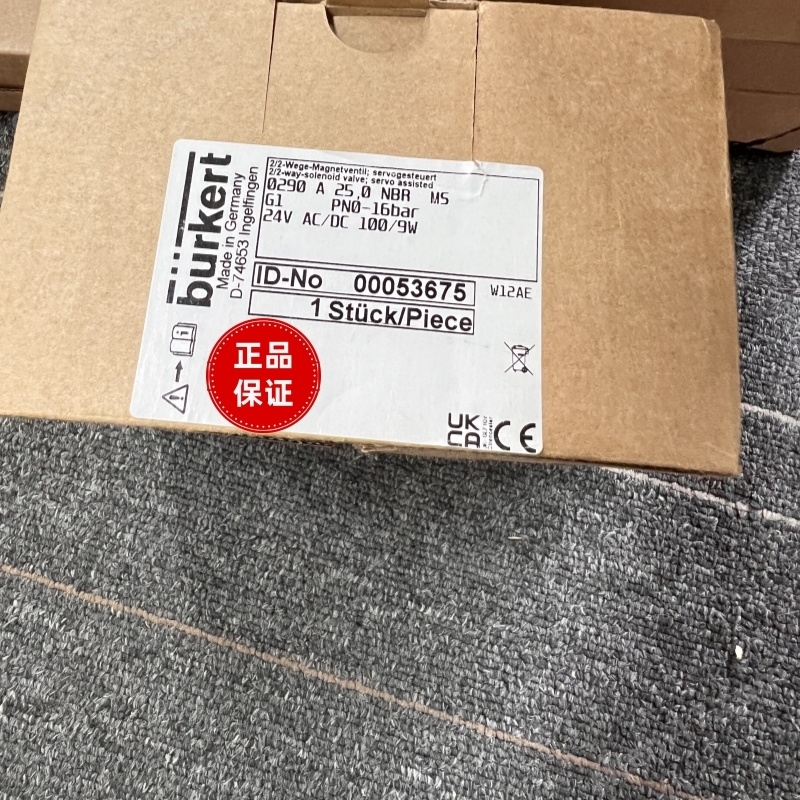 bürkert
Made in Germany
D-74653 Ingelfingen
2/2-Wege-Magnetventil; servogesteuert
2/2-way-solenoid valve; servo assisted
0290 A 25,0 NBR MS
G1 PN0-16bar
24V AC/DC 100/9W
ID-No 00053675
W12AE
1 Stück/Piece
正品
保证
UK
CA
CE